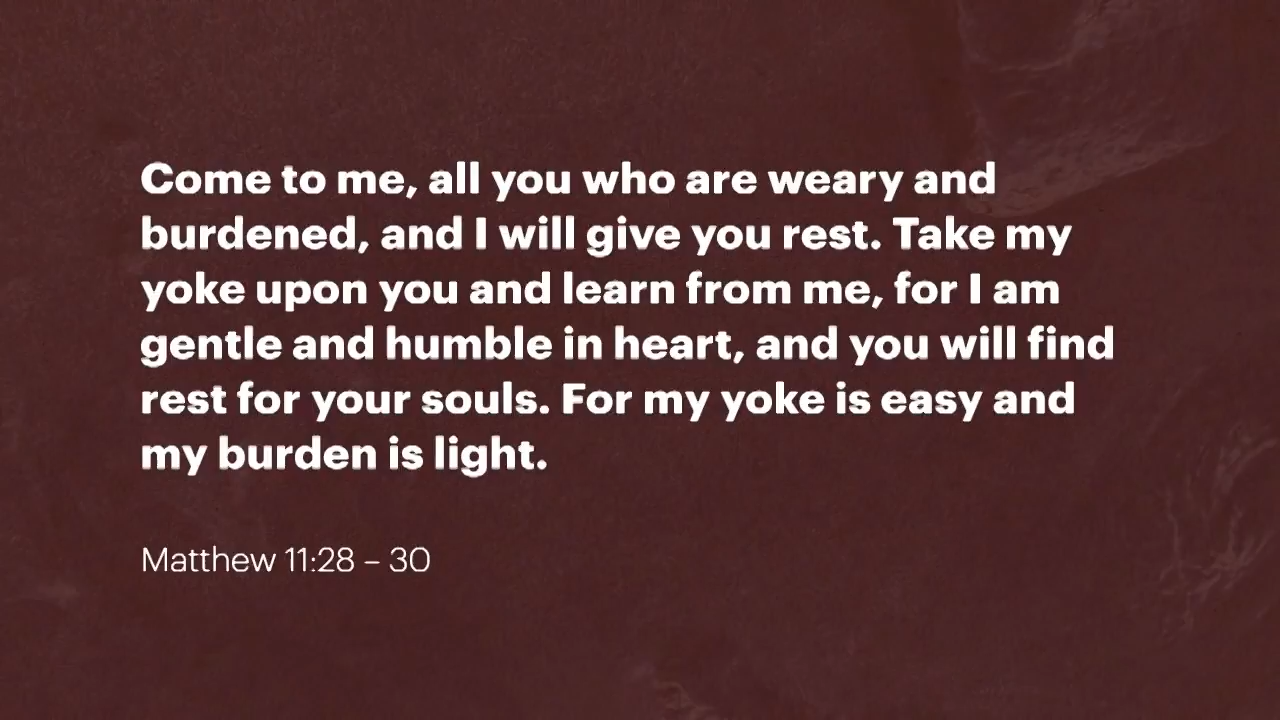 Come to me, all you who are weary and
burdened, and I will give you rest. Take my
yoke upon you and learn from me, for I am
gentle and humble in heart, and you will find
rest for your souls. For my yoke is easy and
my burden is light.
Matthew 11:28 – 30